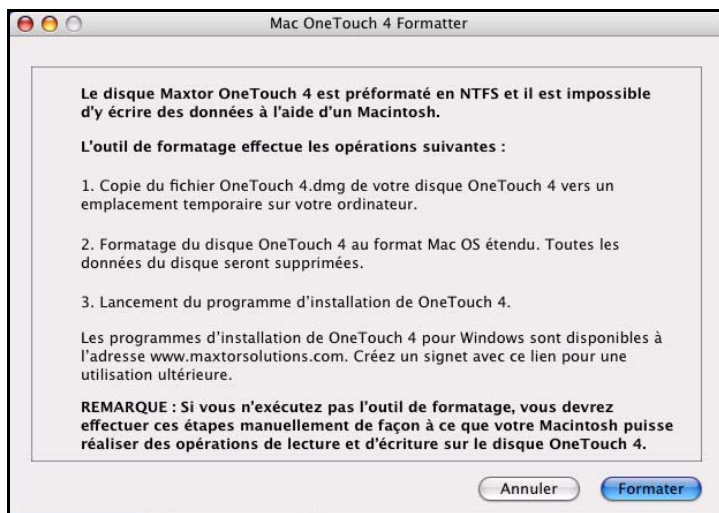 Mac OneTouch 4 Formatter
Le disque Maxtor OneTouch 4 est préformaté en NTFS et il est impossible
d'y écrire des données à l'aide d'un Macintosh.
L'outil de formatage effectue les opérations suivantes :
1. Copie du fichier OneTouch 4.dmg de votre disque OneTouch 4 vers un
emplacement temporaire sur votre ordinateur.
2. Formatage du disque OneTouch 4 au format Mac OS étendu. Toutes les
données du disque seront supprimées.
3. Lancement du programme d'installation de OneTouch 4.
Les programmes d'installation de OneTouch 4 pour Windows sont disponibles à
l'adresse www.maxtorsolutions.com. Créez un signet avec ce lien pour une
utilisation ultérieure.
REMARQUE : Si vous n'exécutez pas l'outil de formatage, vous devrez
effectuer ces étapes manuellement de façon à ce que votre Macintosh puisse
réaliser des opérations de lecture et d'écriture sur le disque OneTouch 4.
Annuler Formater